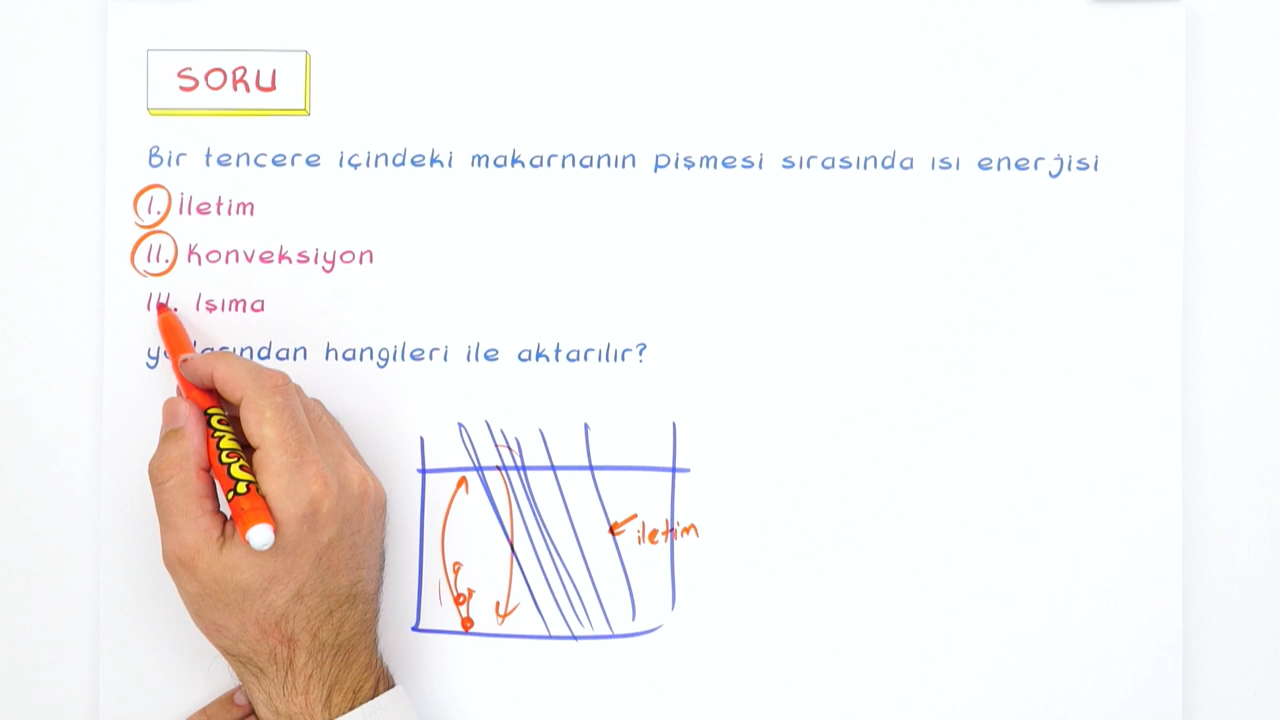 SORU
Bir tencere içindeki makarnanın pişmesi sırasında ısı enerjisi
I. İletim
II. Konveksiyon
III. Işıma
hangileri ile aktarılır?
iletim